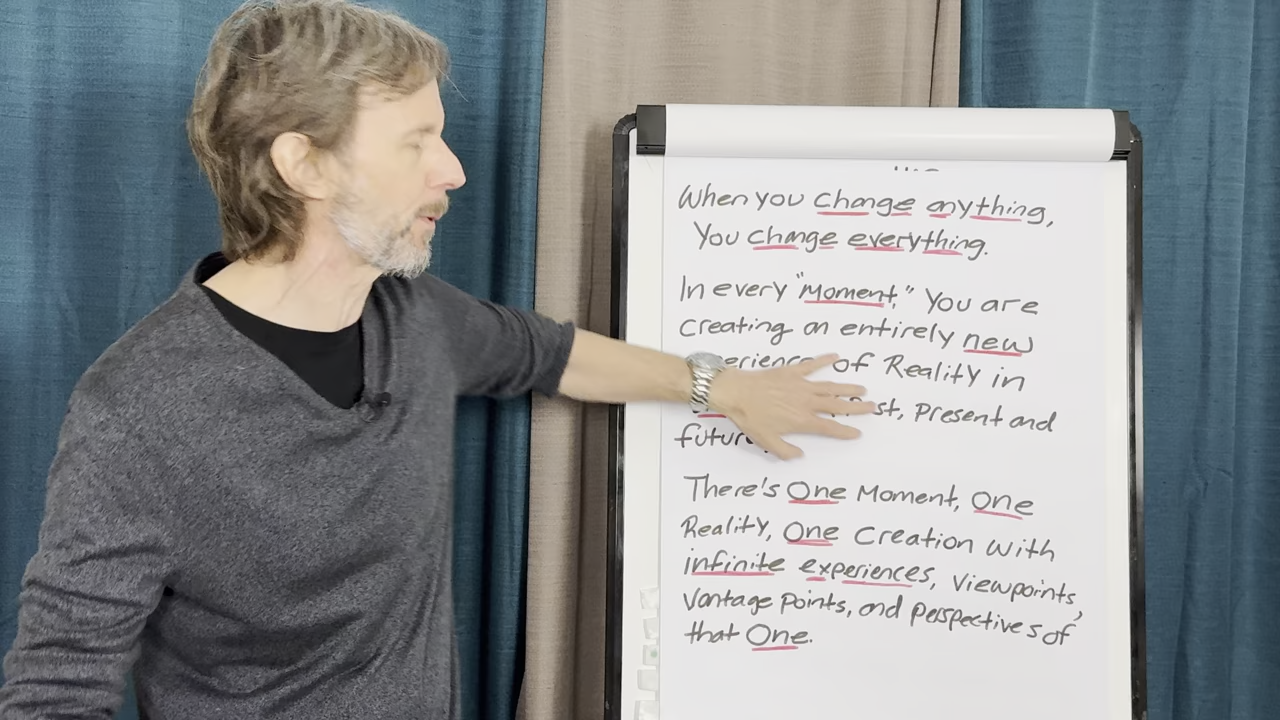 When you change anything,
You change everything.
In every "Moment," You are
creating an entirely new
of Reality in
Present and
There's One Moment, One
Reality, One Creation with
infinite experiences, Viewpoints,
Vantage Points, and Perspectives of
that One.